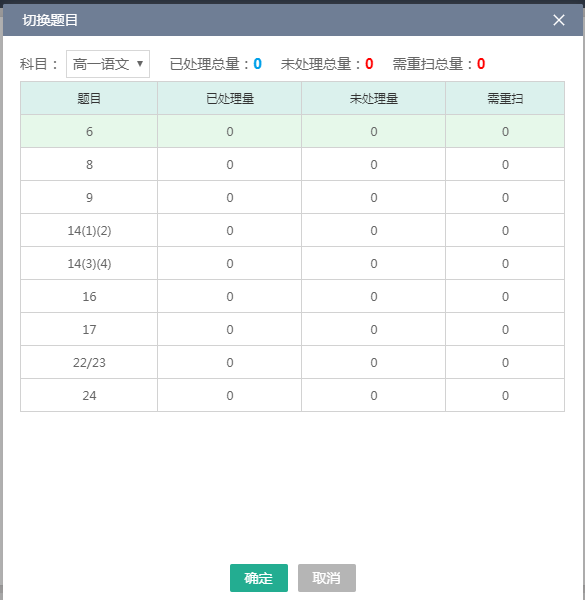 切换题目
科目： 高一语文 已处理总量：0 未处理总量：0 需重扫总量：0
题目 已处理量 未处理量 需重扫
6 0 0 0
8 0 0 0
9 0 0 0
14(1)(2) 0 0 0
14(3)(4) 0 0 0
16 0 0 0
17 0 0 0
22/23 0 0 0
24 0 0 0
确定 取消